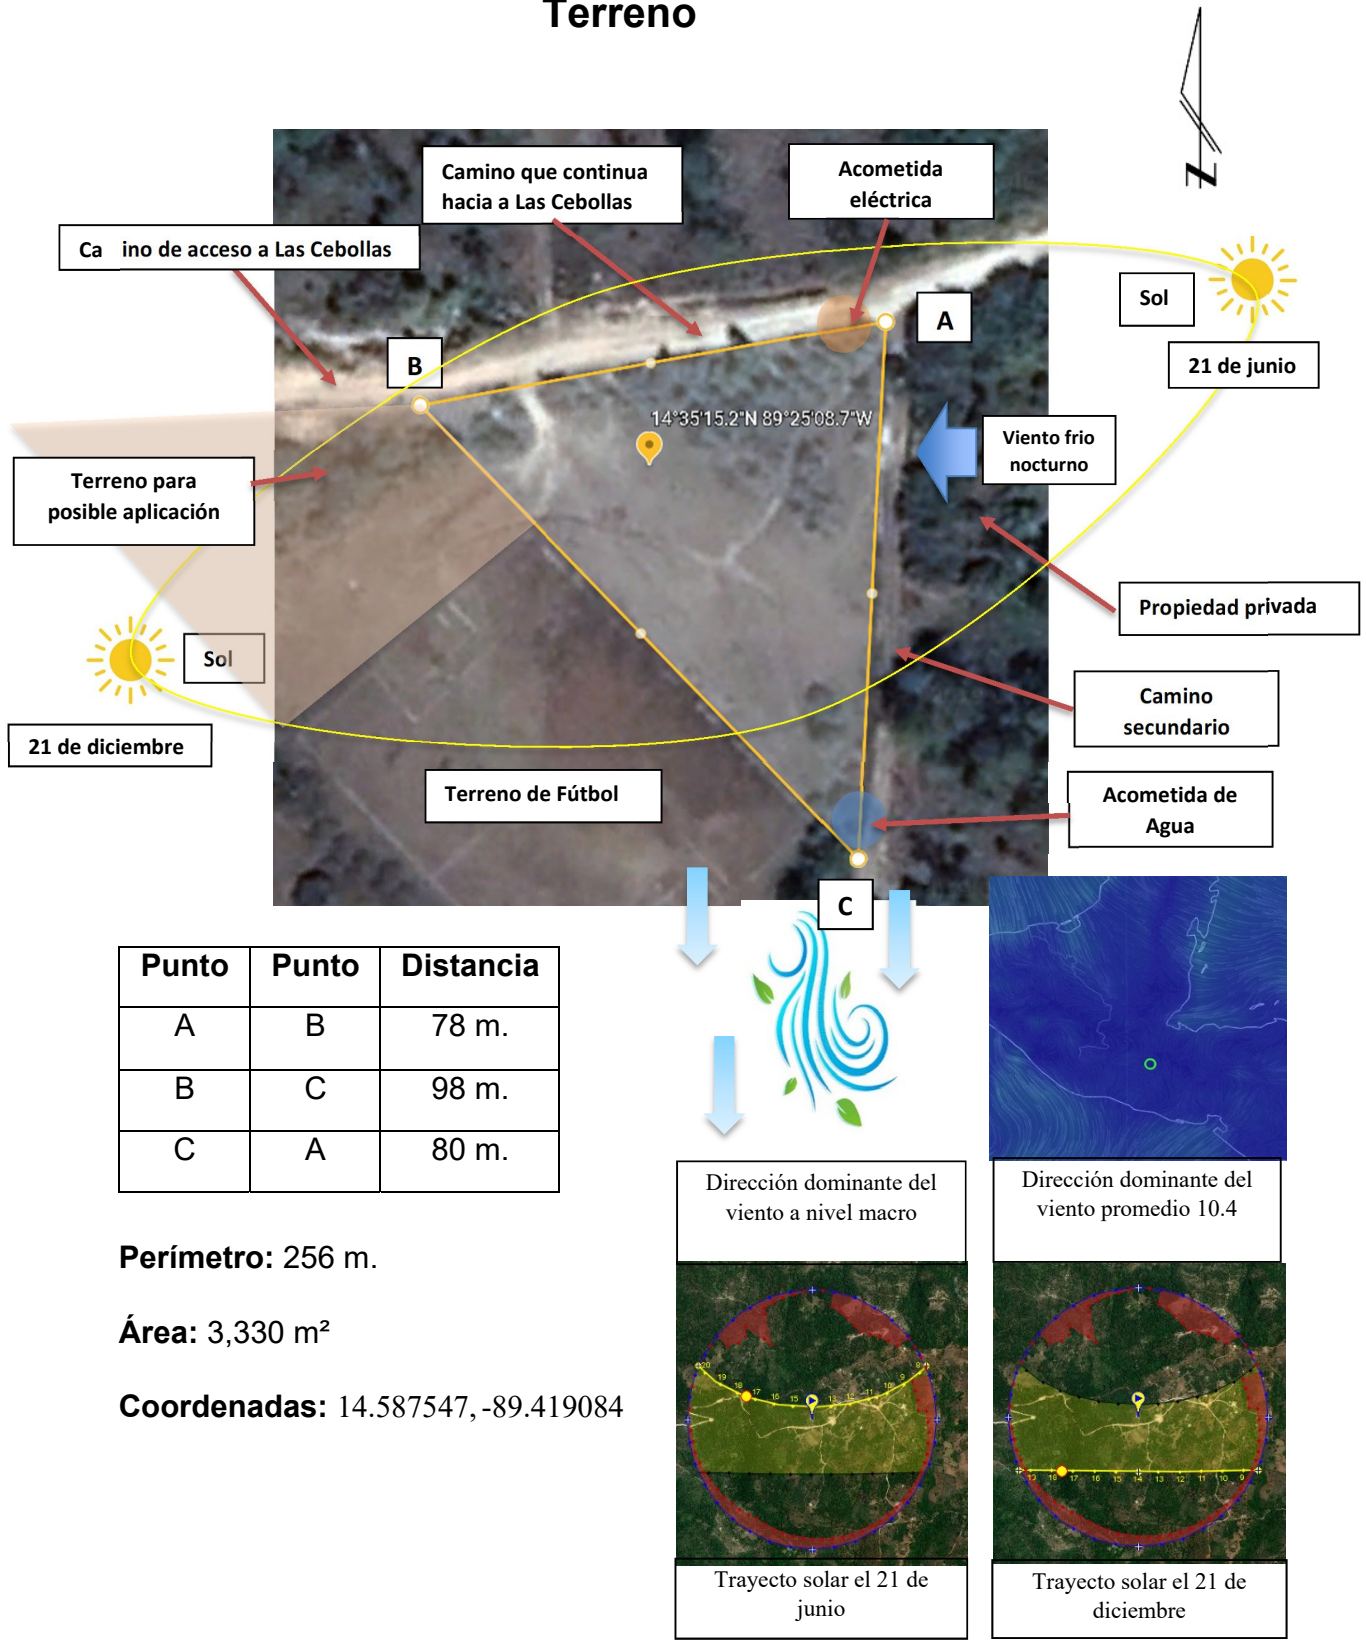 Terreno
Z
Camino que continua
hacia a Las Cebollas
Acometida
eléctrica
Ca ino de acceso a Las Cebollas
Sol
A
B
21 de junio
14°35'15.2"N 89°25'08.7"W
Viento frio
nocturno
Terreno para
posible aplicación
Propiedad privada
Sol
Camino
secundario
21 de diciembre
Terreno de Fútbol
Acometida de
Agua
C
Punto Punto Distancia
A B 78 m.
B C 98 m.
C A 80 m.
Dirección dominante del
viento a nivel macro
Dirección dominante del
viento promedio 10.4
Perímetro: 256 m.
Área: 3,330 m²
Coordenadas: 14.587547, -89.419084
Trayecto solar el 21 de
junio
Trayecto solar el 21 de
diciembre